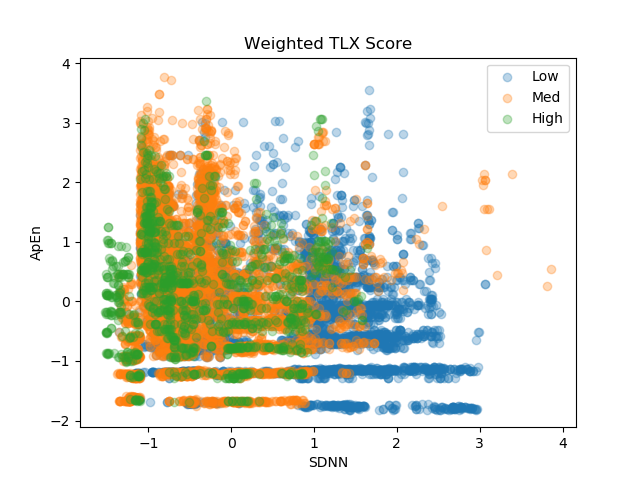 Weighted TLX Score
4
3
2
1
0
−1
−2
ApEn
Low
Med
High
−1 0 1 2 3 4
SDNN